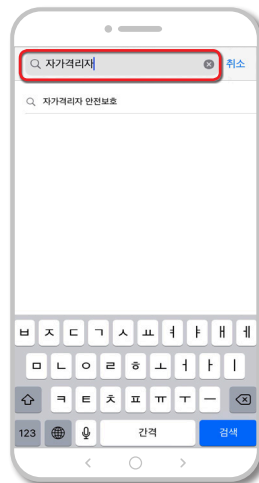 자가격리자 취소
자가격리자 안전보호
ㅂ ㅈ ㄷ ㄱ ㅅ ㅛ ㅕ ㅑ ㅐ ㅔ
ㅁ ㄴ ㅇ ㄹ ㅎ ㅗ ㅓ ㅏ ㅣ
ㅋ ㅌ ㅊ ㅍ ㅠ ㅜ ㅡ
123 간격 검색